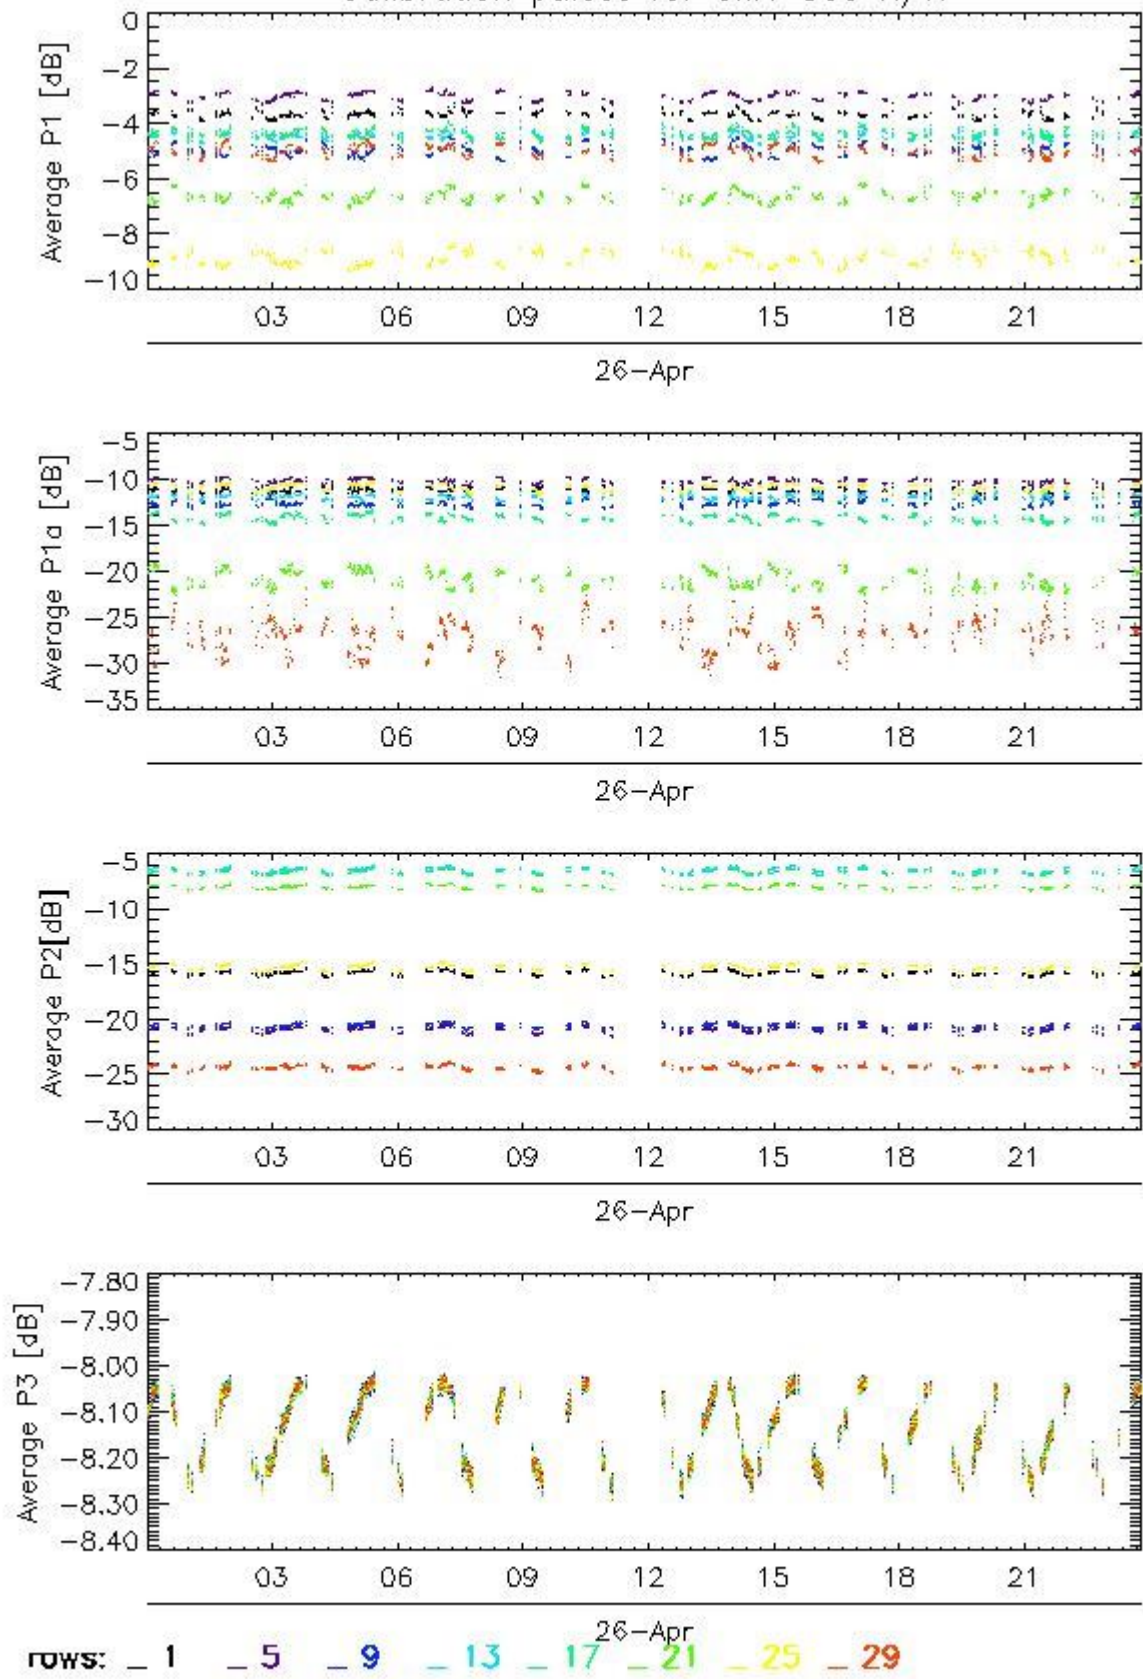 0
-2
-4
-6
-8
-10
Average P1 [dB]
03 06 09 12 15 18 21
26-Apr
-5
-10
-15
-20
-25
-30
-35
Average P1a [dB]
03 06 09 12 15 18 21
26-Apr
-5
-10
-15
-20
-25
-30
Average P2[dB]
03 06 09 12 15 18 21
26-Apr
-7.80
-7.90
-8.00
-8.10
-8.20
-8.30
-8.40
Average P3 [dB]
03 06 09 12 15 18 21
26-Apr
rows: _ 1 _ 5 _ 9 _ 13 _ 17 _ 21 _ 25 _ 29